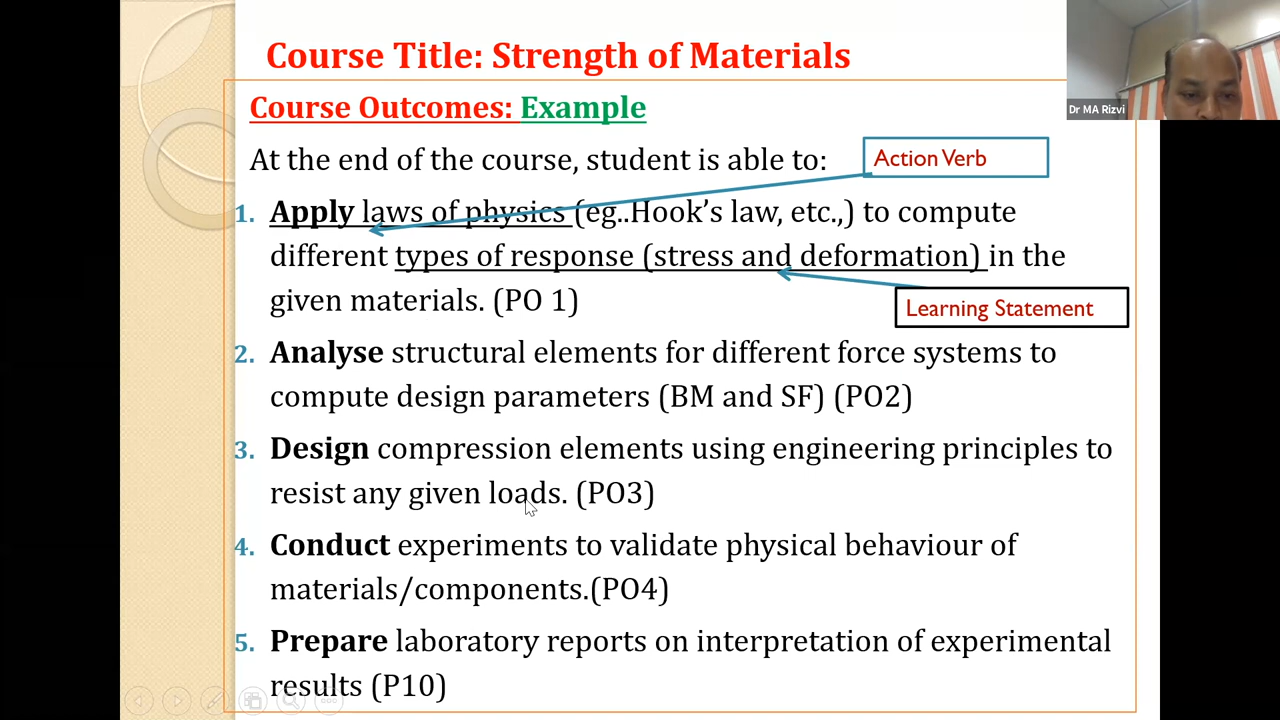 Course Title: Strength of Materials
Dr MA Rizvi
Course Outcomes: Example
At the end of the course, student is able to:
Action Verb
1. Apply laws of physics (eg..Hook's law, etc.,) to compute
different types of response (stress and deformation) in the
given materials. (PO 1)
Learning Statement
2. Analyse structural elements for different force systems to
compute design parameters (BM and SF) (PO2)
3. Design compression elements using engineering principles to
resist any given loads. (PO3)
4. Conduct experiments to validate physical behaviour of
materials/components.(PO4)
5. Prepare laboratory reports on interpretation of experimental
results (P10)